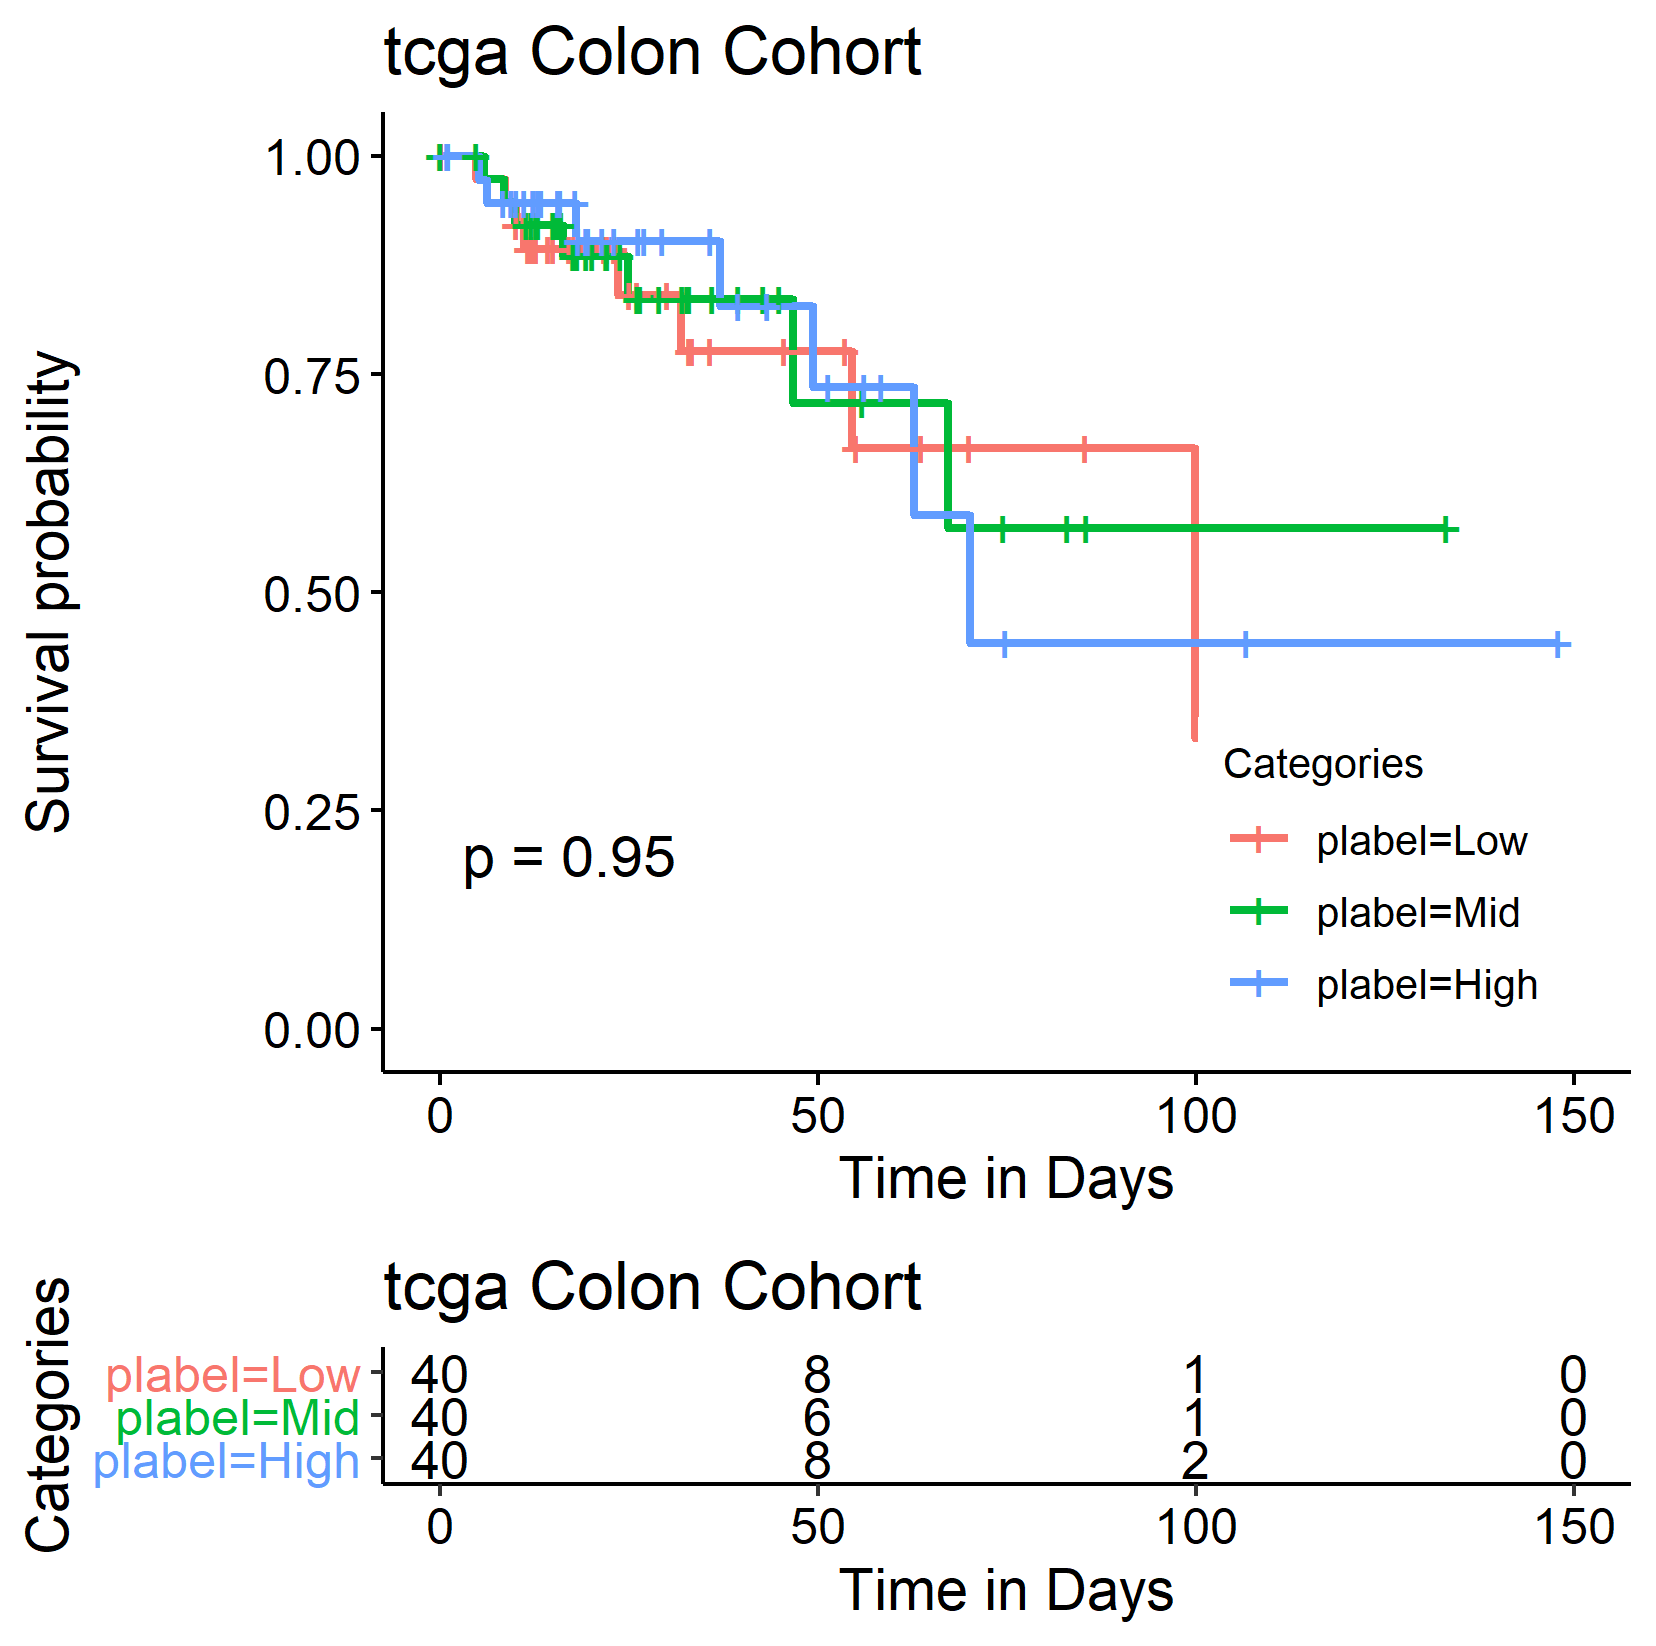 tcga Colon Cohort
Survival probability
1.00
0.75
0.50
0.25
0.00
p = 0.95
Categories
plabel=Low
plabel=Mid
plabel=High
0 50 100 150
Time in Days
tcga Colon Cohort
Categories
plabel=Low 40 8 1 0
plabel=Mid 40 6 1 0
plabel=High 40 8 2 0
0 50 100 150
Time in Days